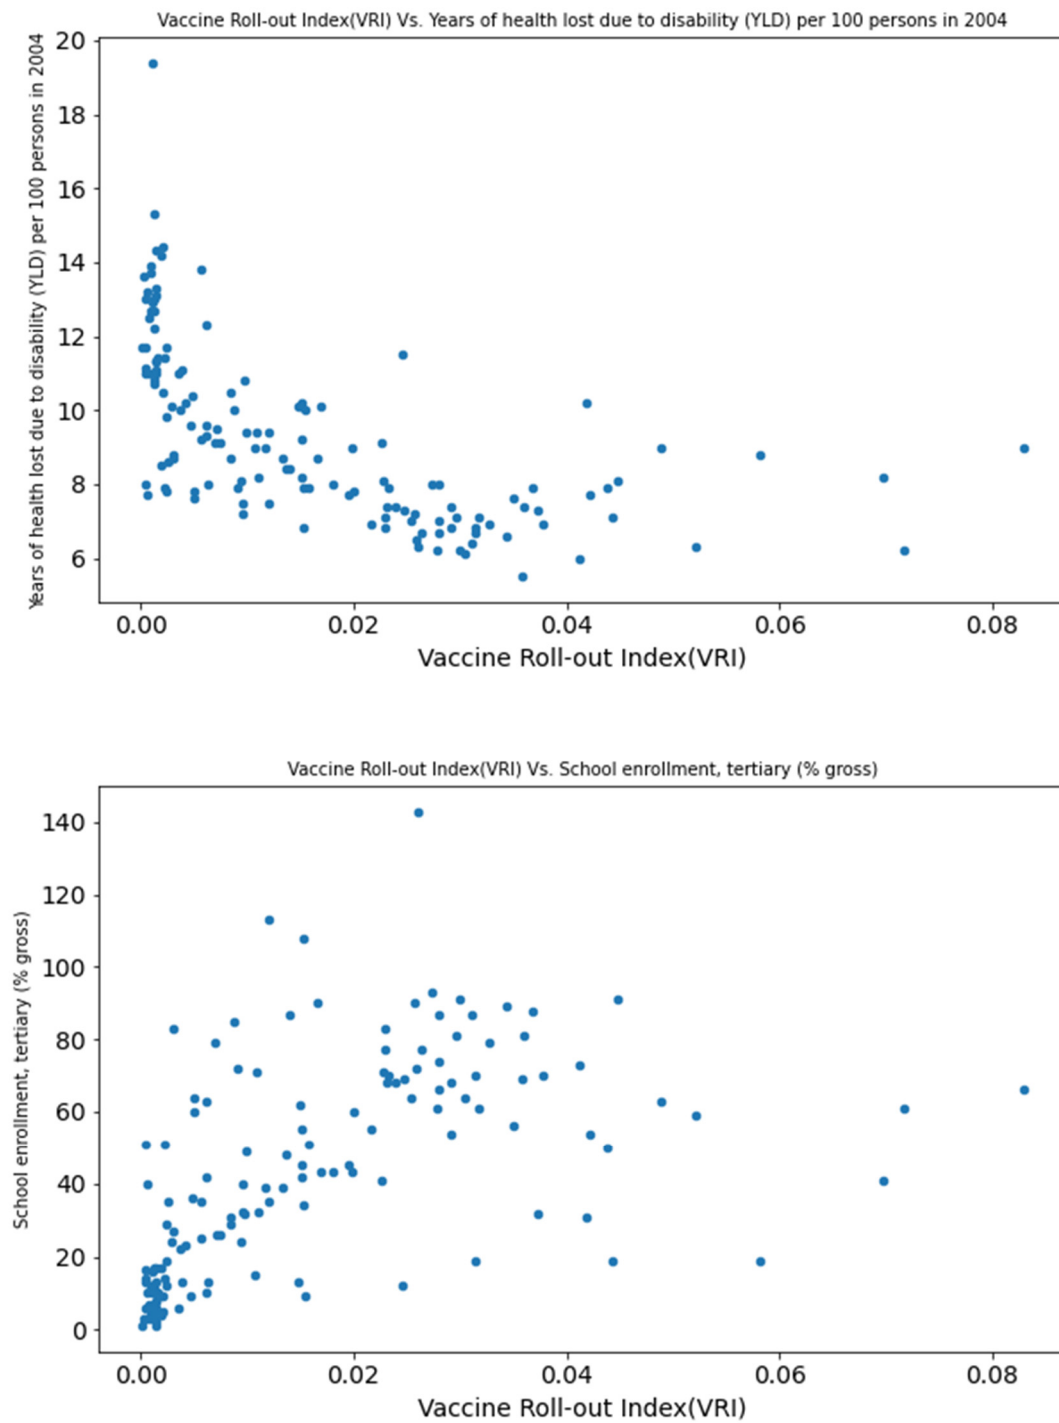 Vaccine Roll-out Index(VRI) Vs. Years of health lost due to disability (YLD) per 100 persons in 2004
Years of health lost due to disability (YLD) per 100 persons in 2004
20
18
16
14
12
10
8
6
0.00 0.02 0.04 0.06 0.08
Vaccine Roll-out Index(VRI)
Vaccine Roll-out Index(VRI) Vs. School enrollment, tertiary (% gross)
School enrollment, tertiary (% gross)
140
120
100
80
60
40
20
0
0.00 0.02 0.04 0.06 0.08
Vaccine Roll-out Index(VRI)